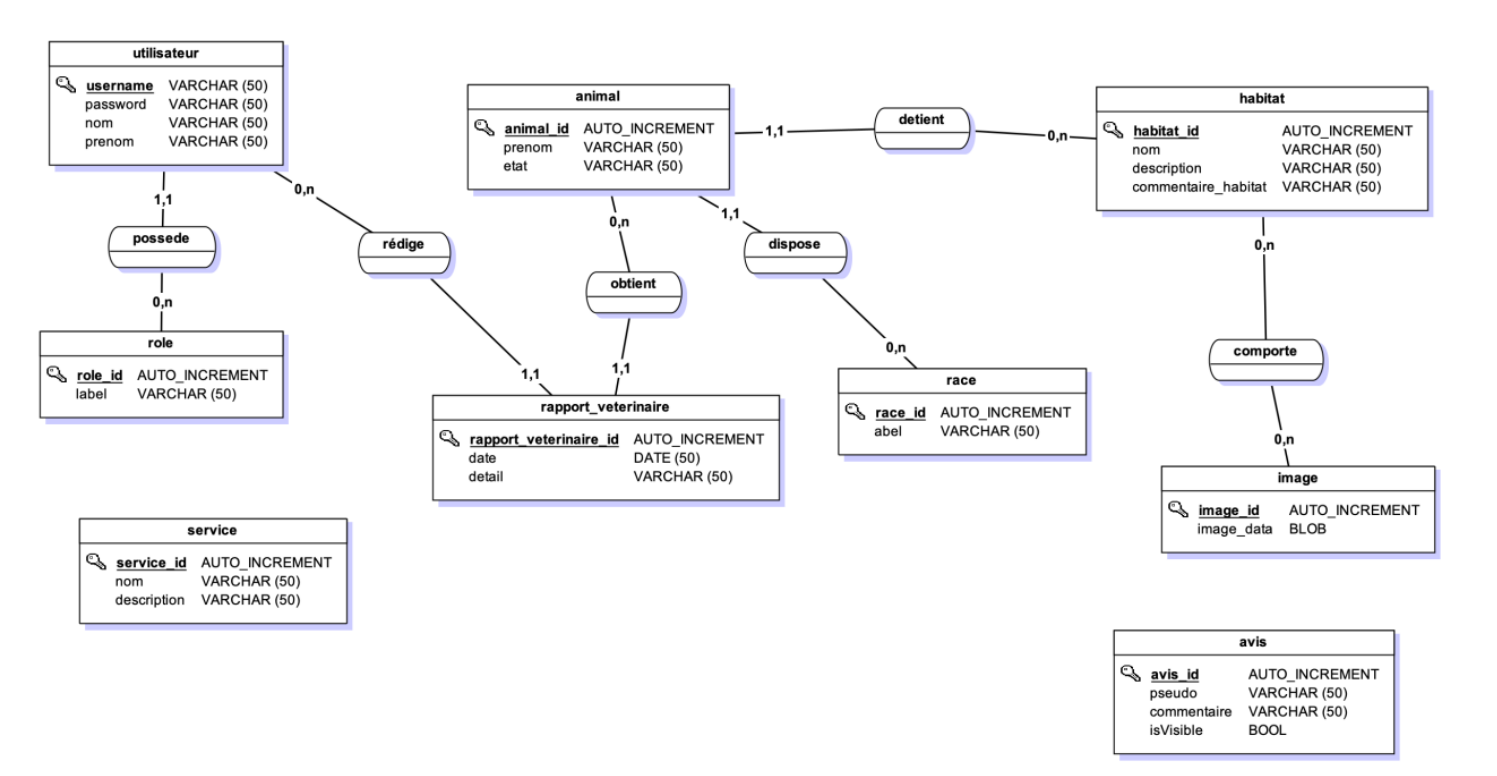 utilisateur
username VARCHAR (50)
password VARCHAR (50)
nom VARCHAR (50)
prenom VARCHAR (50)
animal
animal_id AUTO_INCREMENT
prenom VARCHAR (50)
etat VARCHAR (50)
1,1
detient
0,n
habitat
habitat_id AUTO_INCREMENT
nom VARCHAR (50)
description VARCHAR (50)
commentaire_habitat VARCHAR (50)
1,1
possede
0,n
0,n
rédige
1,1
0,n
obtient
1,1
1,1
dispose
0,n
0,n
comporte
0,n
role
role_id AUTO_INCREMENT
label VARCHAR (50)
rapport_veterinaire
rapport_veterinaire_id AUTO_INCREMENT
date DATE (50)
detail VARCHAR (50)
race
race_id AUTO_INCREMENT
abel VARCHAR (50)
image
image_id AUTO_INCREMENT
image_data BLOB
service
service_id AUTO_INCREMENT
nom VARCHAR (50)
description VARCHAR (50)
avis
avis_id AUTO_INCREMENT
pseudo VARCHAR (50)
commentaire VARCHAR (50)
isVisible BOOL